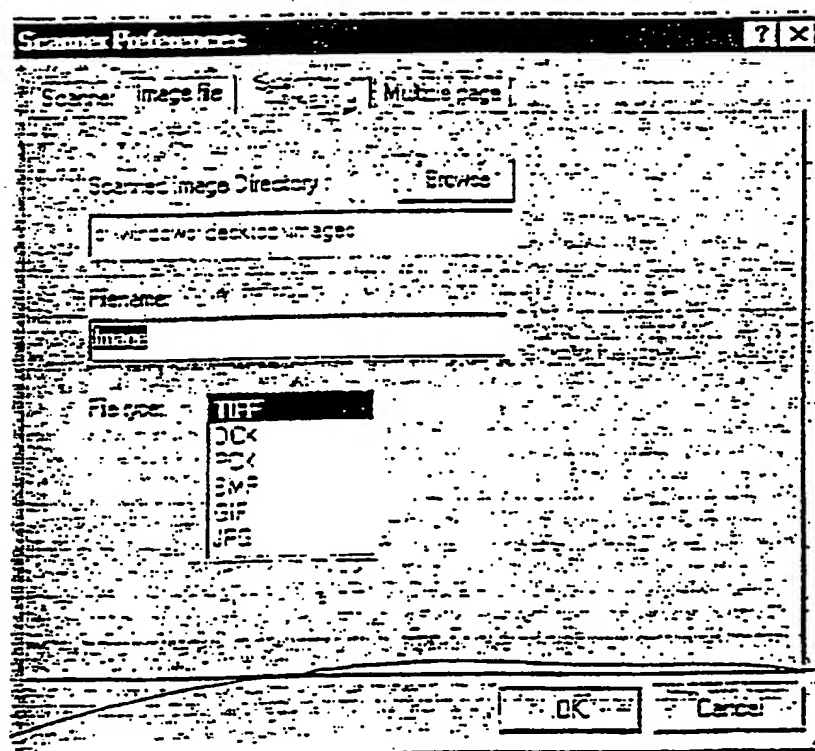 Scanner Preferences
Scanner Image file Multiple page
Scanned Image Directory: Browse
c:\windows\desktop\images
Filename:
Image
File type: TIFF
DCX
PCX
BMP
GIF
JPG
OK Cancel